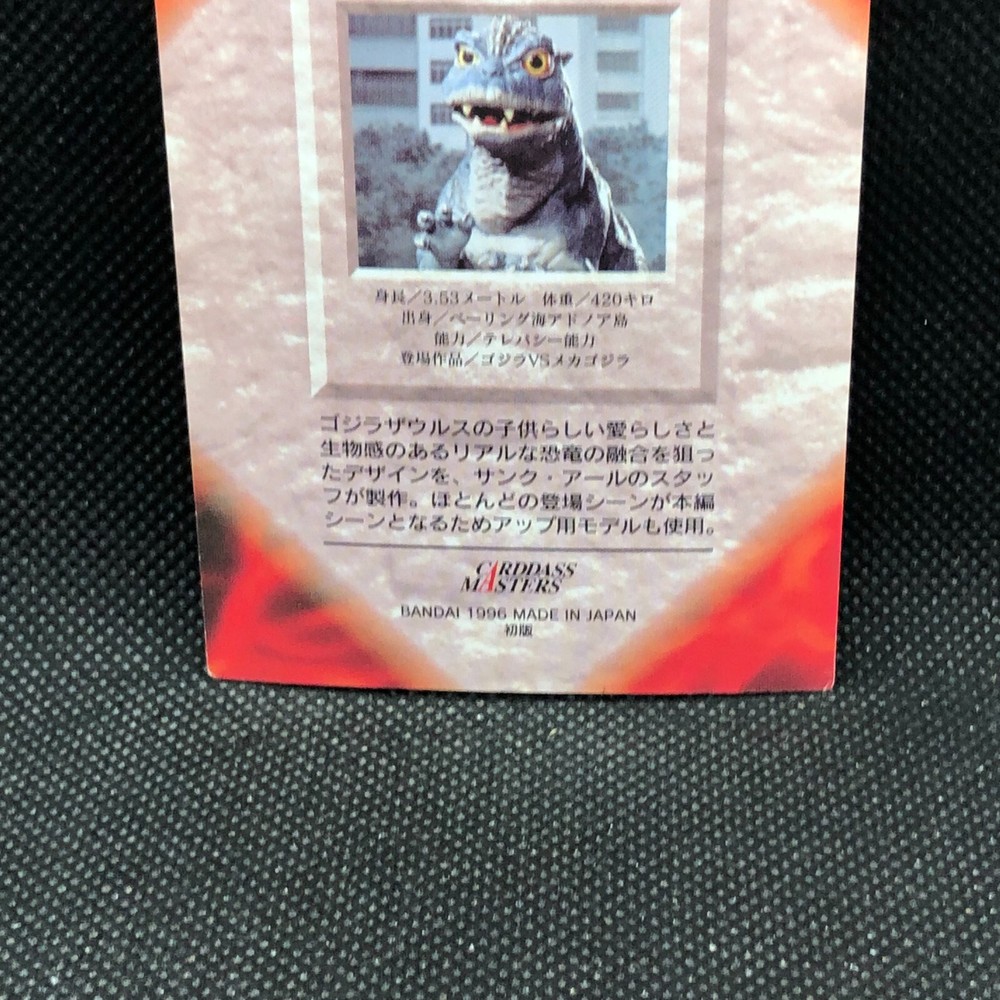 身長／3.53メートル 体重／420キロ
出身／ベーリング海アドノア島
能力／テレパシー能力
登場作品／ゴジラVSメカゴジラ
ゴジラザウルスの子供らしい愛らしさと
生物感のあるリアルな恐竜の融合を狙っ
たデザインを、サンク・アールのスタッ
フが製作。ほとんどの登場シーンが本編
シーンとなるためアップ用モデルも使用。
CARDDASS
MASTERS
BANDAI 1996 MADE IN JAPAN
初版